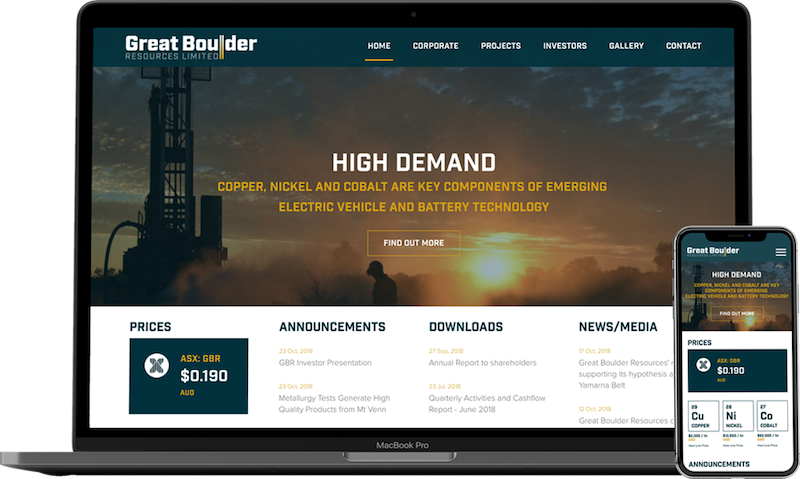 Great Boulder
RESOURCES LIMITED
HOME CORPORATE PROJECTS INVESTORS GALLERY CONTACT
HIGH DEMAND
COPPER, NICKEL AND COBALT ARE KEY COMPONENTS OF EMERGING
ELECTRIC VEHICLE AND BATTERY TECHNOLOGY
FIND OUT MORE
PRICES
ASX: GBR
$0.190
AUD
ANNOUNCEMENTS
23 Oct, 2018
GBR Investor Presentation
23 Oct, 2018
Metallurgy Tests Generate High
Quality Products from Mt Venn
DOWNLOADS
27 Sep, 2018
Annual Report to shareholders
23 Jul, 2018
Quarterly Activities and Cashflow
Report - June 2018
NEWS/MEDIA
17 Oct, 2018
Great Boulder Resources'
supporting its hypothesis
Yamarna Belt
12 Oct, 2018
Great Boulder Resources
MacBook Pro
Great Boulder
RESOURCES LIMITED
HIGH DEMAND
COPPER, NICKEL AND COBALT ARE KEY
COMPONENTS OF EMERGING
ELECTRIC VEHICLE AND BATTERY TECHNOLOGY
FIND OUT MORE
PRICES
ASX: GBR
$0.190
AUD
29 28 27
Cu Ni Co
COPPER NICKEL COBALT
ANNOUNCEMENTS